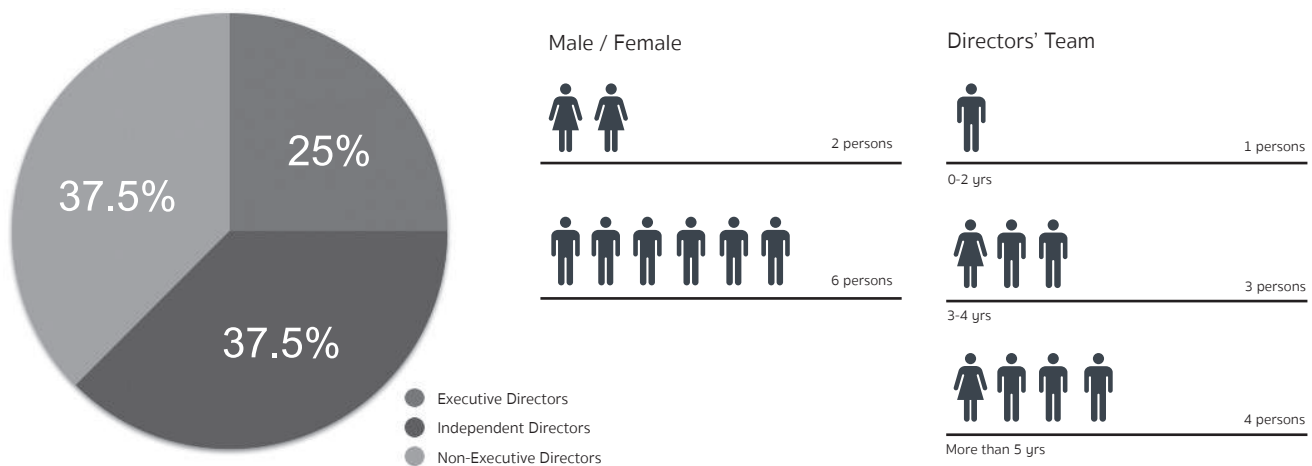 25%
37.5%
37.5%
Executive Directors
Independent Directors
Non-Executive Directors
Male / Female
2 persons
6 persons
Directors’ Team
1 persons
0-2 yrs
3 persons
3-4 yrs
4 persons
More than 5 yrs